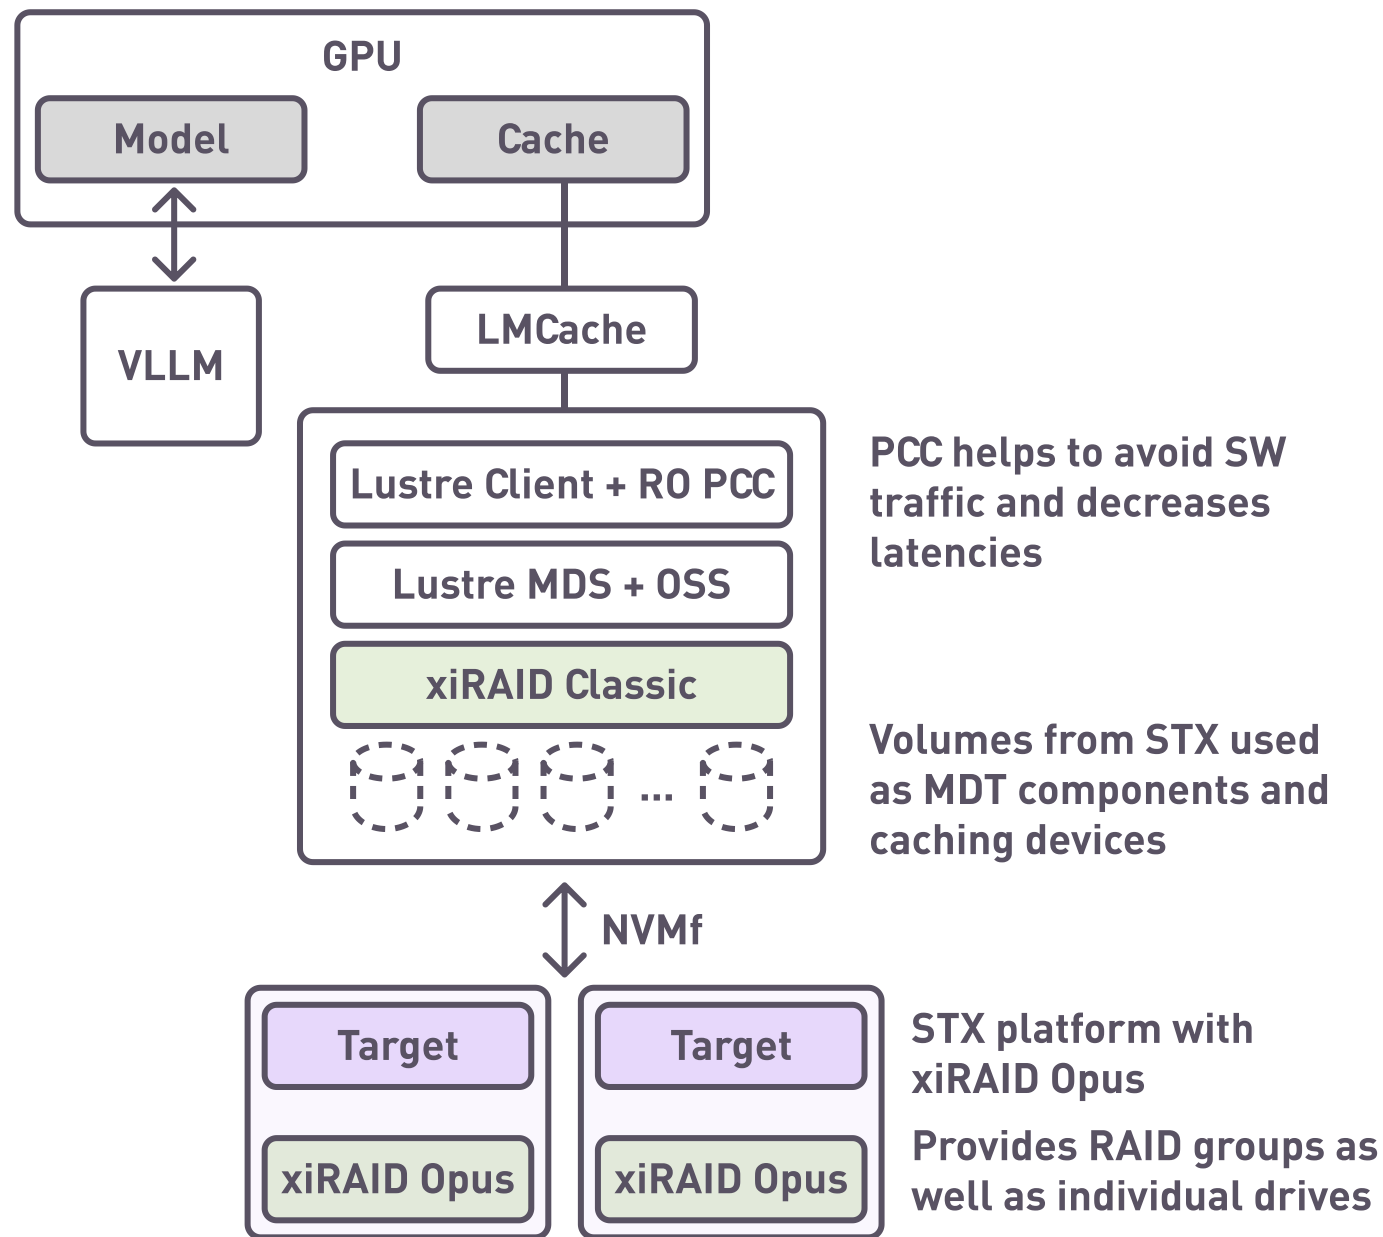 GPU
Model
Cache
VLLM
LMCache
Lustre Client + RO PCC
Lustre MDS + OSS
xiRAID Classic
...
PCC helps to avoid SW
traffic and decreases
latencies
Volumes from STX used
as MDT components and
caching devices
NVMf
Target
Target
xiRAID Opus
xiRAID Opus
STX platform with
xiRAID Opus
Provides RAID groups as
well as individual drives